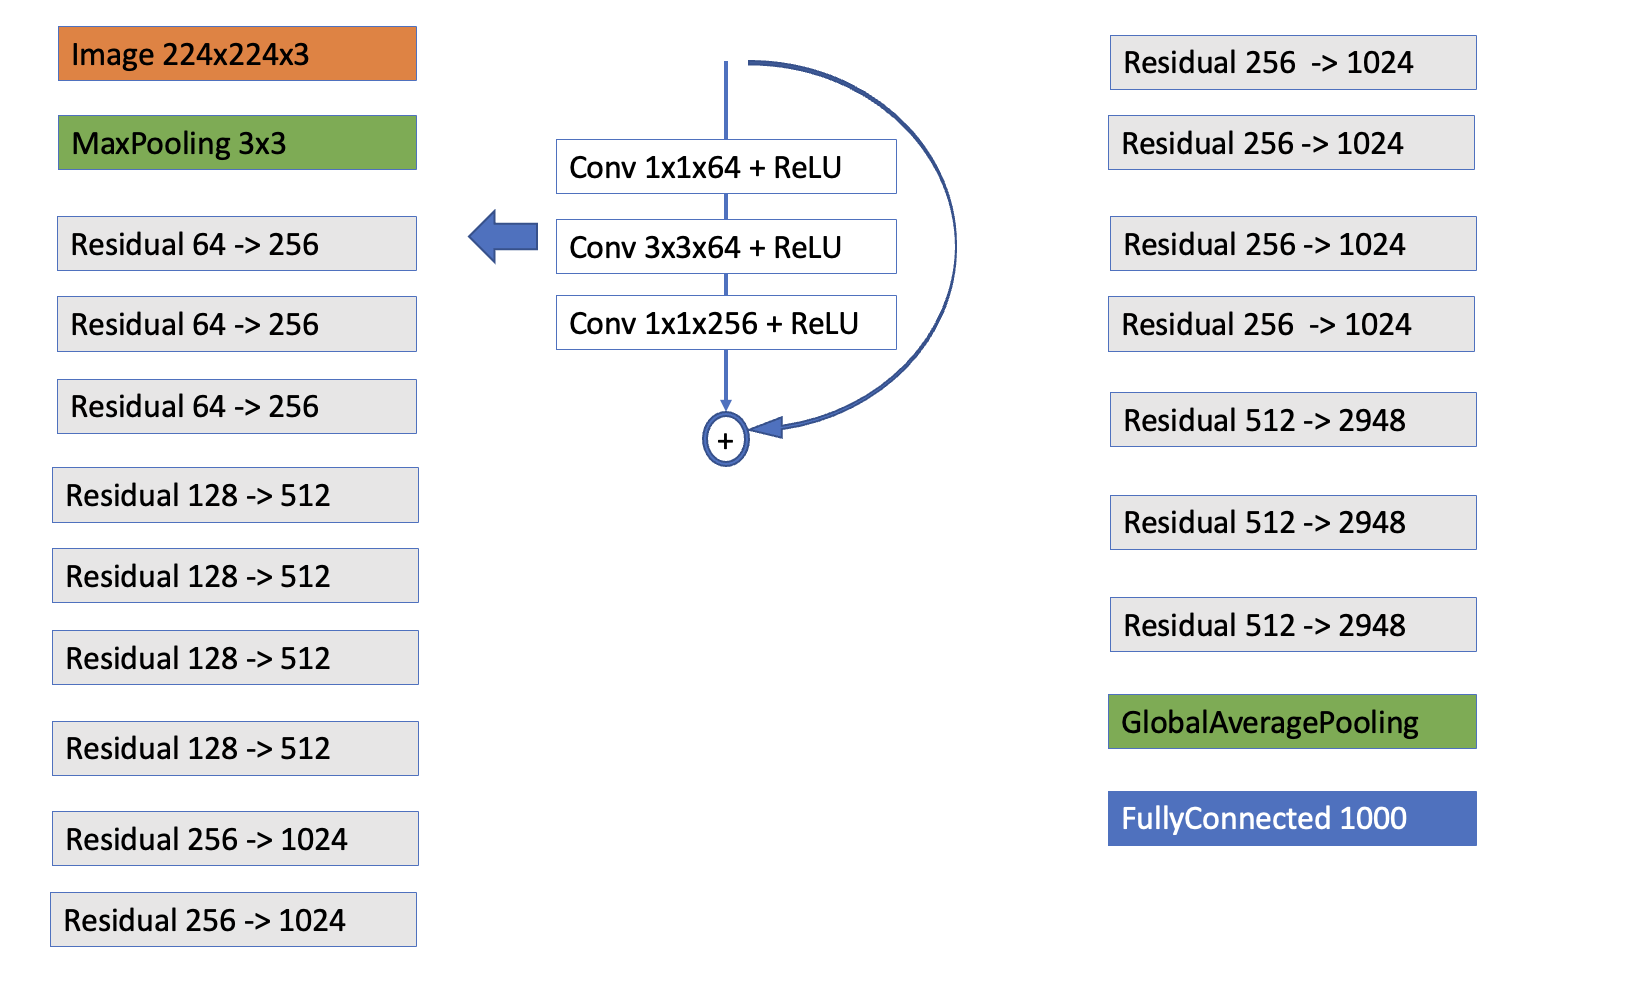 Image 224x224x3
MaxPooling 3x3
Residual 64 -> 256
Residual 64 -> 256
Residual 64 -> 256
Residual 128 -> 512
Residual 128 -> 512
Residual 128 -> 512
Residual 128 -> 512
Residual 256 -> 1024
Residual 256 -> 1024
Conv 1x1x64 + ReLU
Conv 3x3x64 + ReLU
Conv 1x1x256 + ReLU
+
Residual 256 -> 1024
Residual 256 -> 1024
Residual 256 -> 1024
Residual 256 -> 1024
Residual 512 -> 2948
Residual 512 -> 2948
Residual 512 -> 2948
GlobalAveragePooling
FullyConnected 1000